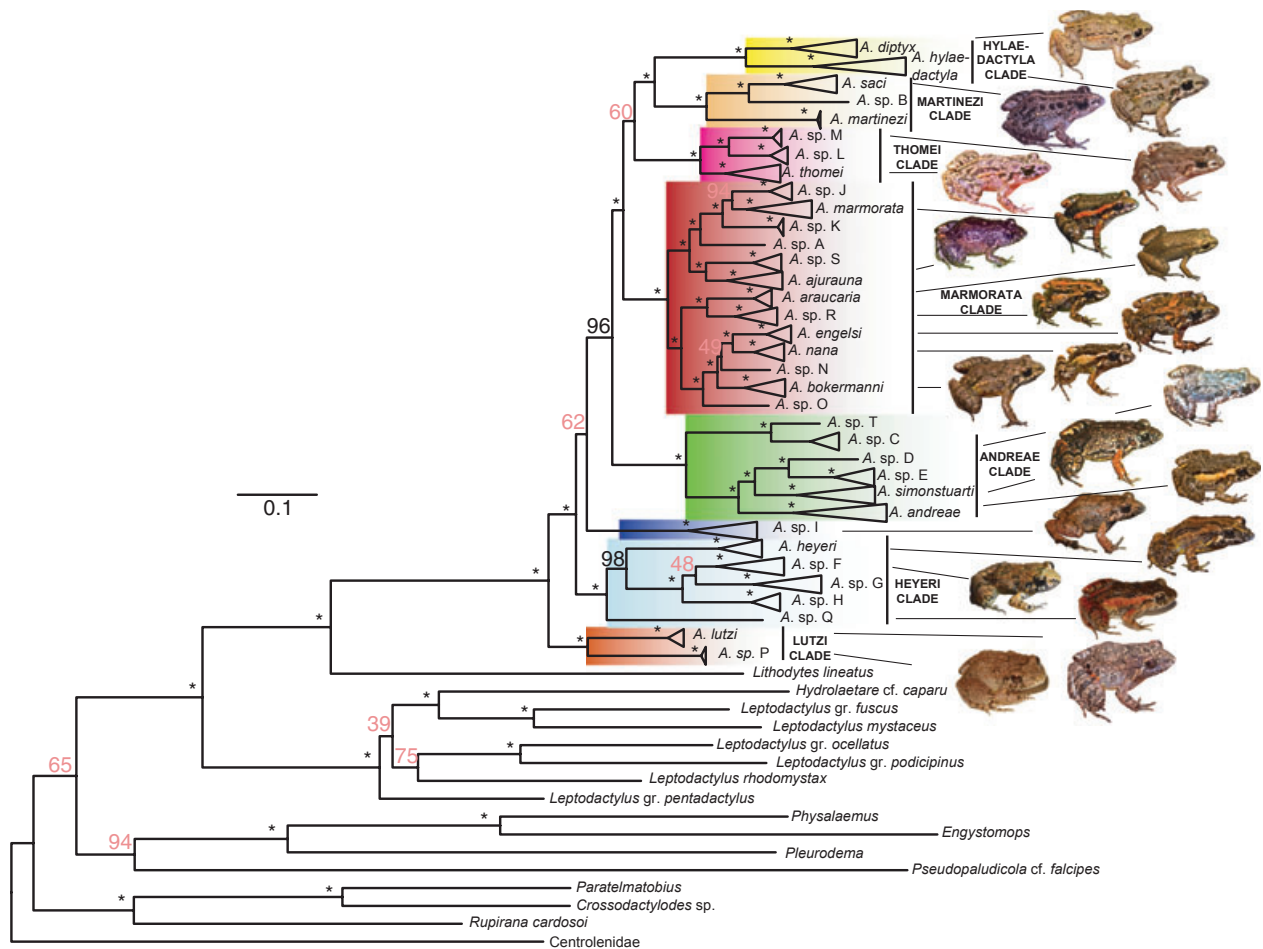 A. diptyx
A. hylae-
dactyla
HYLAE-
DACTYLA
CLADE
A. saci
A. sp. B
A. martinezi
MARTINEZI
CLADE
60
A. sp. M
A. sp. L
A. thomei
THOMEI
CLADE
94
A. sp. J
A. marmorata
A. sp. K
A. sp. A
A. sp. S
A. ajurauna
A. araucaria
A. sp. R
A. engelsi
49
A. nana
A. sp. N
A. bokermanni
A. sp. O
MARMORATA
CLADE
96
62
A. sp. T
A. sp. C
A. sp. D
A. sp. E
A. simonstuarti
A. andreae
ANDREAE
CLADE
0.1
A. sp. I
A. heyeri
98
48
A. sp. F
A. sp. G
A. sp. H
A. sp. Q
HEYERI
CLADE
A. lutzi
A. sp. P
LUTZI
CLADE
Lithodytes lineatus
Hydrolaetare cf. caparu
Leptodactylus gr. fuscus
39
Leptodactylus mystaceus
Leptodactylus gr. ocellatus
75
Leptodactylus gr. podicipinus
65
Leptodactylus rhodomystax
Leptodactylus gr. pentadactylus
Physalaemus
Engystomops
94
Pleurodema
Pseudopaludicola cf. falcipes
Paratelmatobius
Crossodactylodes sp.
Rupirana cardosoi
Centrolenidae